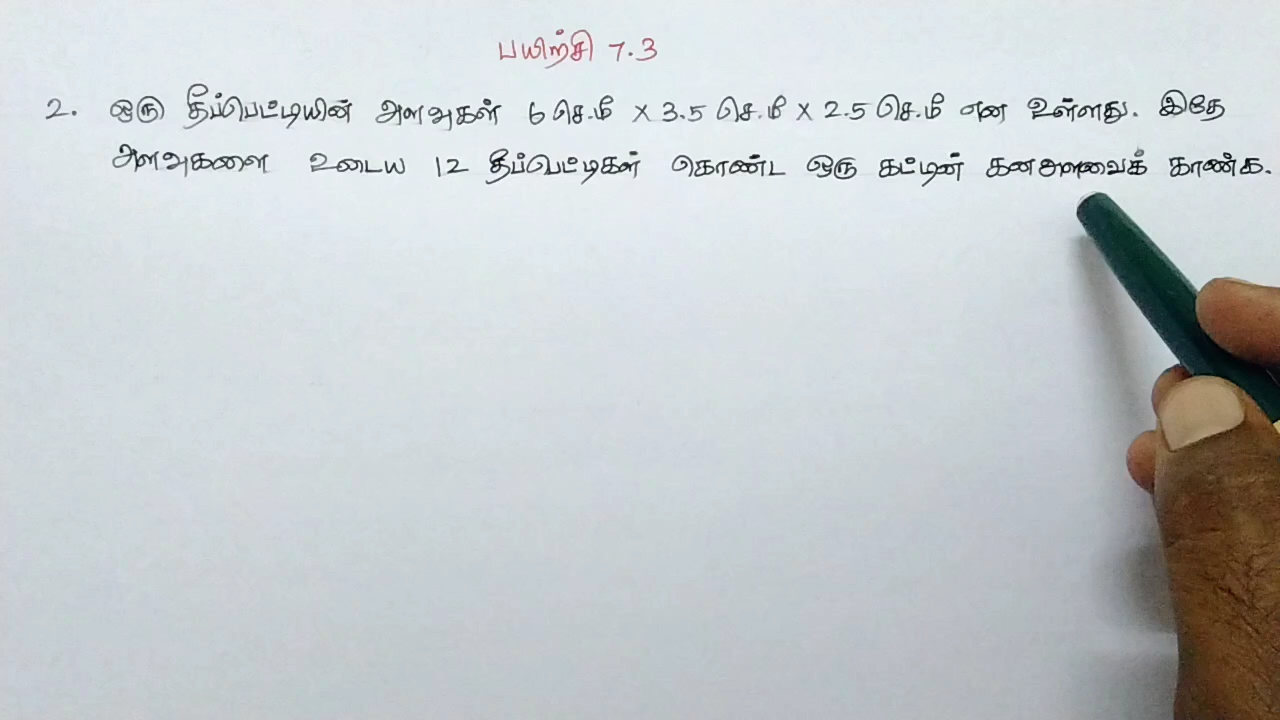 பயிற்சி 7.3
2. ஒரு தீப்பெட்டியின் அளவுகள் 6 செ.மீ x 3.5 செ.மீ x 2.5 செ.மீ என உள்ளது. இதே
அளவுகளை உடைய 12 தீப்பெட்டிகள் கொண்ட ஒரு கட்டின் கனஅளவைக் காண்க.